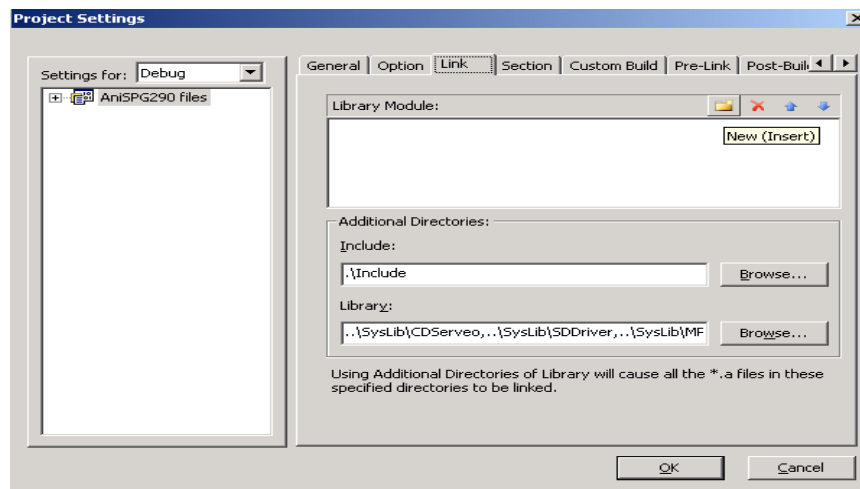 Project Settings
Settings for: Debug
AniSPG290 files
General Option Link Section Custom Build Pre-Link Post-Buil
Library Module:
New (Insert)
Additional Directories:
Include:
.\Include
Browse...
Library:
..\SysLib\CDServeo,..\SysLib\SDDriver,..\SysLib\MF
Browse...
Using Additional Directories of Library will cause all the *.a files in these
specified directories to be linked.
OK Cancel